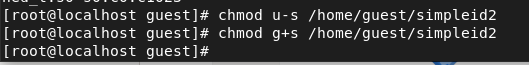 [root@localhost guest]# chmod u-s /home/guest/simpleid2
[root@localhost guest]# chmod g+s /home/guest/simpleid2
[root@localhost guest]#